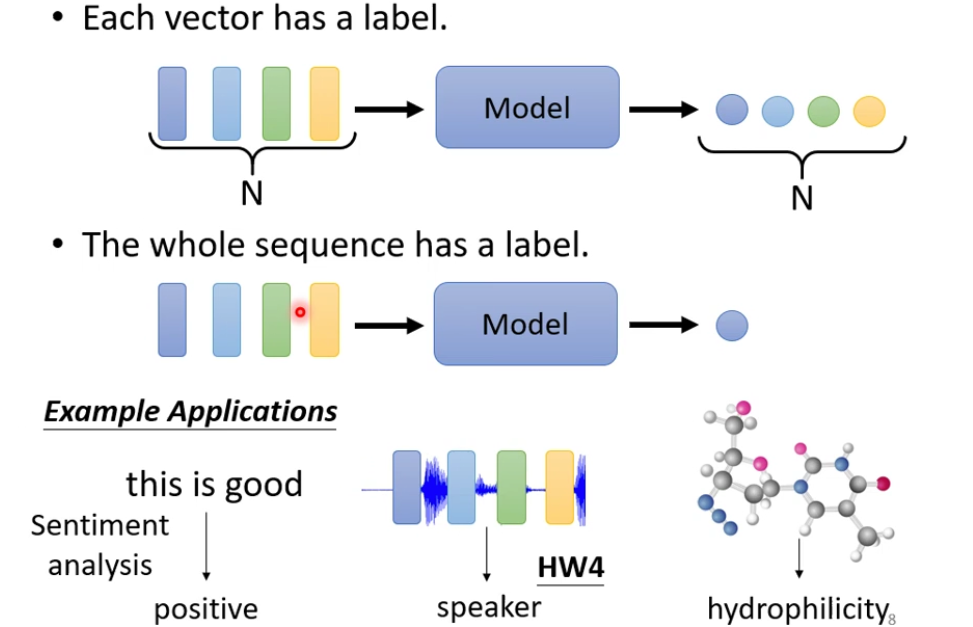 • Each vector has a label.
Model
N
N
• The whole sequence has a label.
Model
Example Applications
this is good
Sentiment
analysis
positive
HW4
speaker
hydrophilicity
8